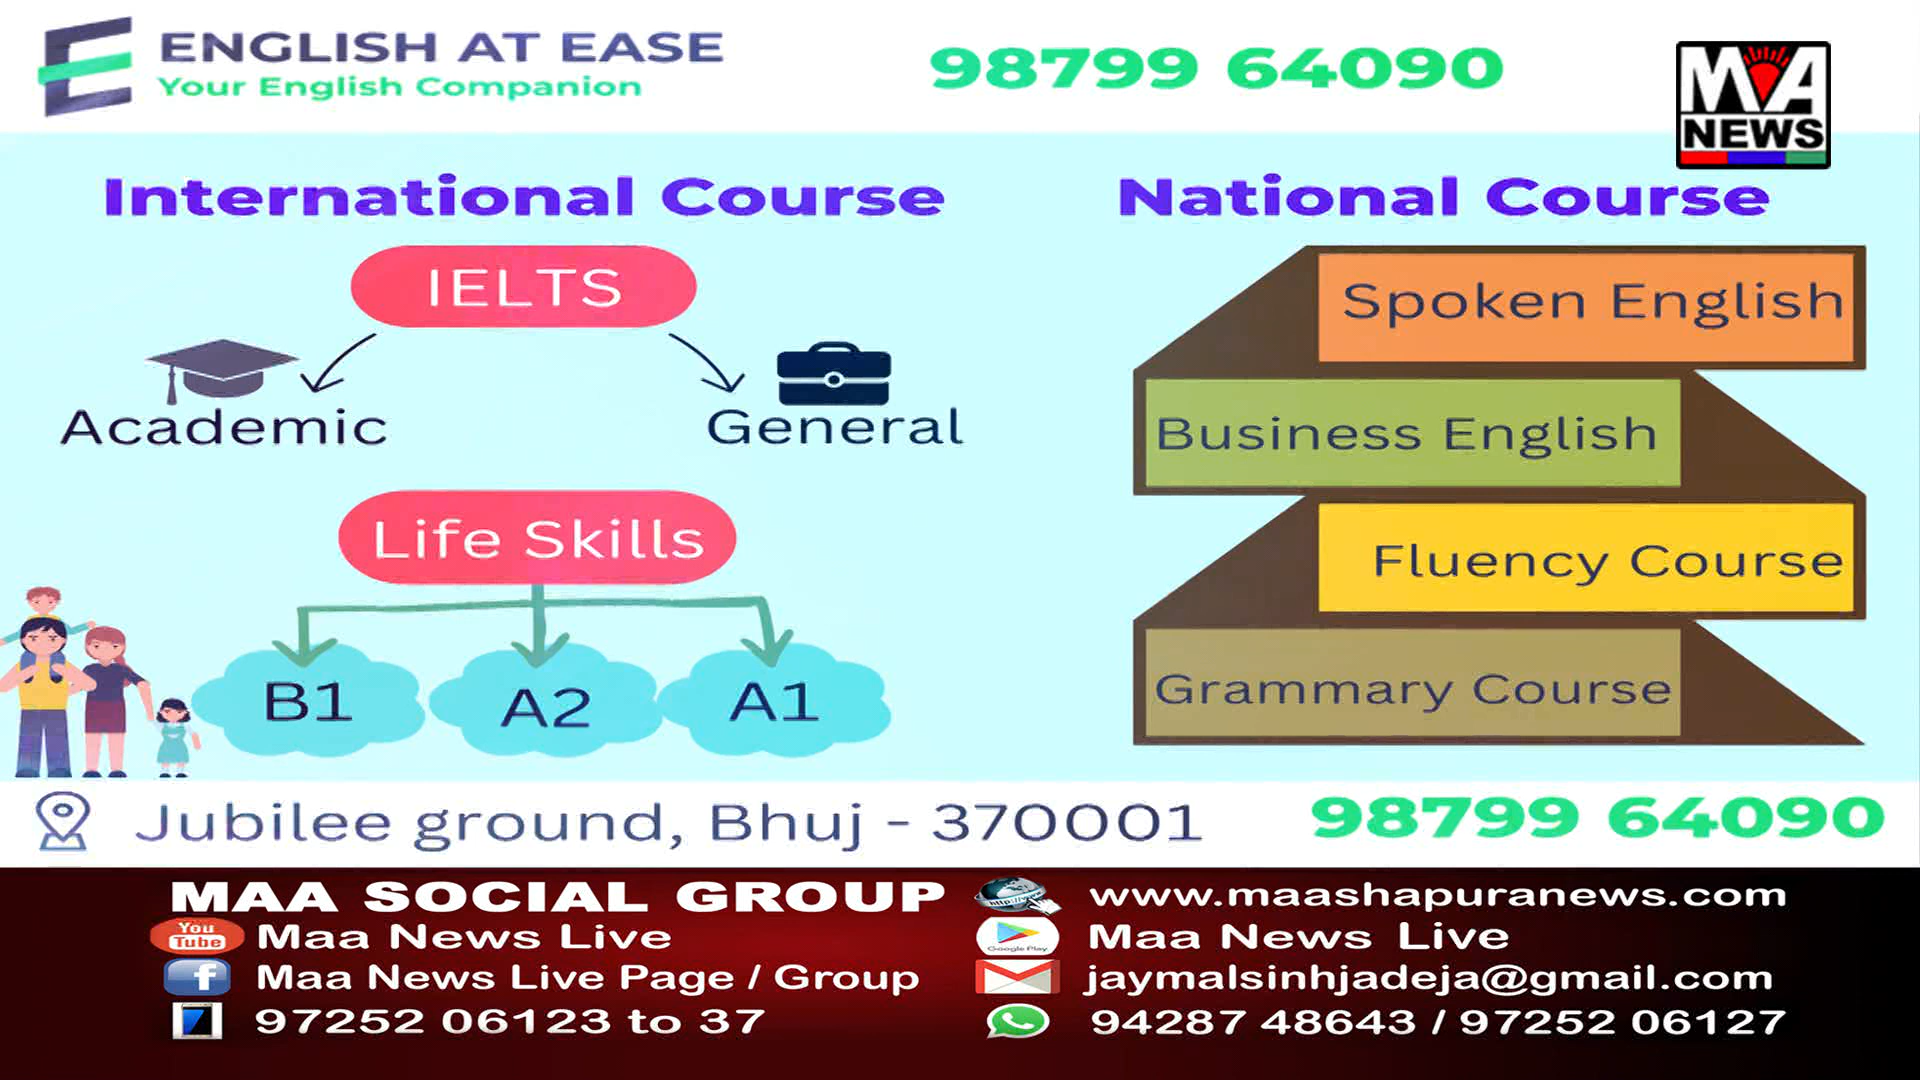 ENGLISH AT EASE
Your English Companion
98799 64090
MAA
NEWS
International Course
IELTS
Academic
General
Life Skills
B1
A2
A1
National Course
Spoken English
Business English
Fluency Course
Grammary Course
Jubilee ground, Bhuj - 370001
98799 64090
MAA SOCIAL GROUP
You Tube
Maa News Live
Maa News Live Page / Group
97252 06123 to 37
www.maashapuranews.com
Google Play
Maa News Live
jaymalsinhjadeja@gmail.com
94287 48643 / 97252 06127